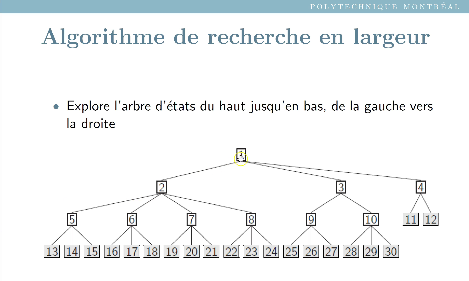 POLYTECHNIQUE MONTRÉAL
Algorithme de recherche en largeur
• Explore l'arbre d'états du haut jusqu'en bas, de la gauche vers
la droite
2 3 4
5 6 7 8 9 10 11 12
13 14 15 16 17 18 19 20 21 22 23 24 25 26 27 28 29 30